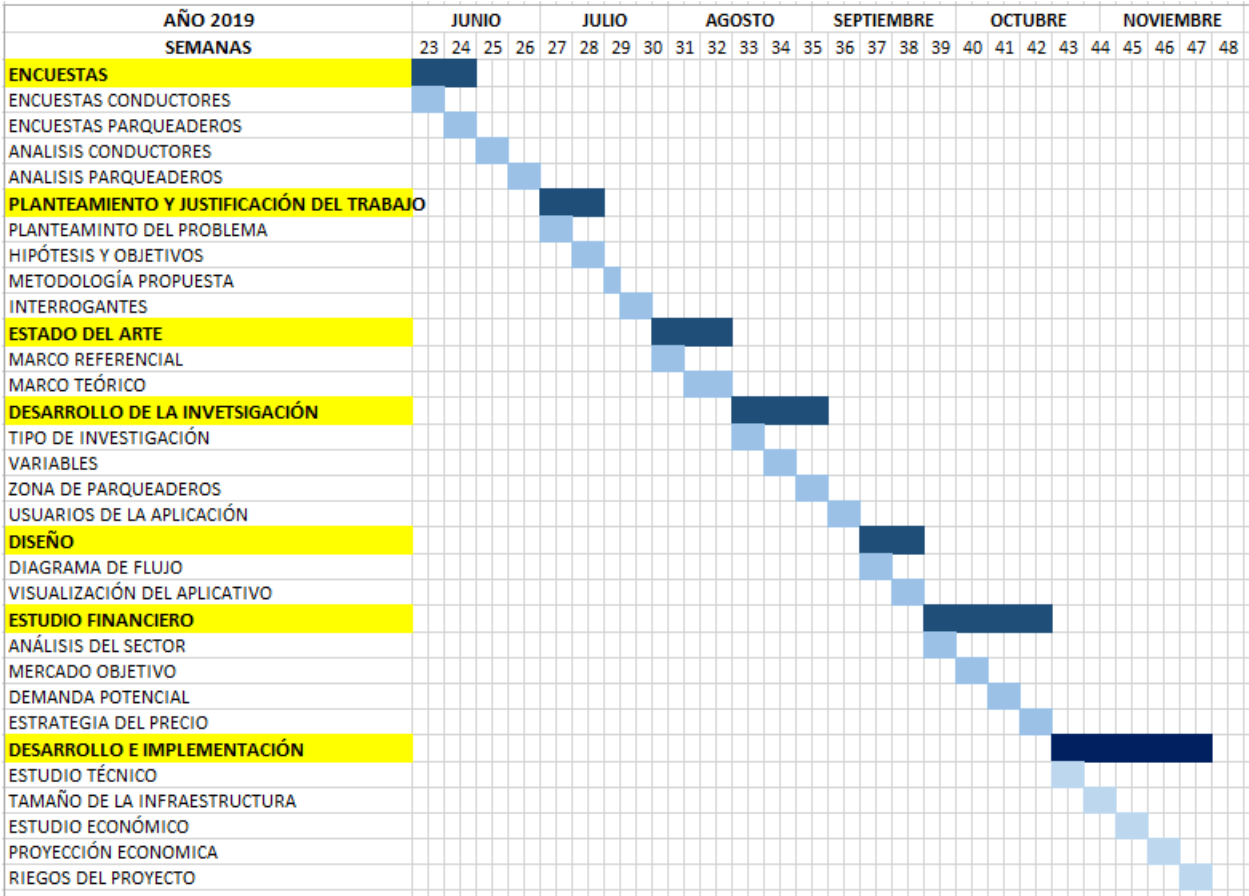 AÑO 2019 JUNIO JULIO AGOSTO SEPTIEMBRE OCTUBRE NOVIEMBRE
SEMANAS 23 24 25 26 27 28 29 30 31 32 33 34 35 36 37 38 39 40 41 42 43 44 45 46 47 48
ENCUESTAS
ENCUESTAS CONDUCTORES
ENCUESTAS PARQUEADEROS
ANALISIS CONDUCTORES
ANALISIS PARQUEADEROS
PLANTEAMIENTO Y JUSTIFICACIÓN DEL TRABAJO
PLANTEAMINTO DEL PROBLEMA
HIPÓTESIS Y OBJETIVOS
METODOLOGÍA PROPUESTA
INTERROGANTES
ESTADO DEL ARTE
MARCO REFERENCIAL
MARCO TEÓRICO
DESARROLLO DE LA INVETSIGACIÓN
TIPO DE INVESTIGACIÓN
VARIABLES
ZONA DE PARQUEADEROS
USUARIOS DE LA APLICACIÓN
DISEÑO
DIAGRAMA DE FLUJO
VISUALIZACIÓN DEL APLICATIVO
ESTUDIO FINANCIERO
ANÁLISIS DEL SECTOR
MERCADO OBJETIVO
DEMANDA POTENCIAL
ESTRATEGIA DEL PRECIO
DESARROLLO E IMPLEMENTACIÓN
ESTUDIO TÉCNICO
TAMAÑO DE LA INFRAESTRUCTURA
ESTUDIO ECONÓMICO
PROYECCIÓN ECONOMICA
RIEGOS DEL PROYECTO